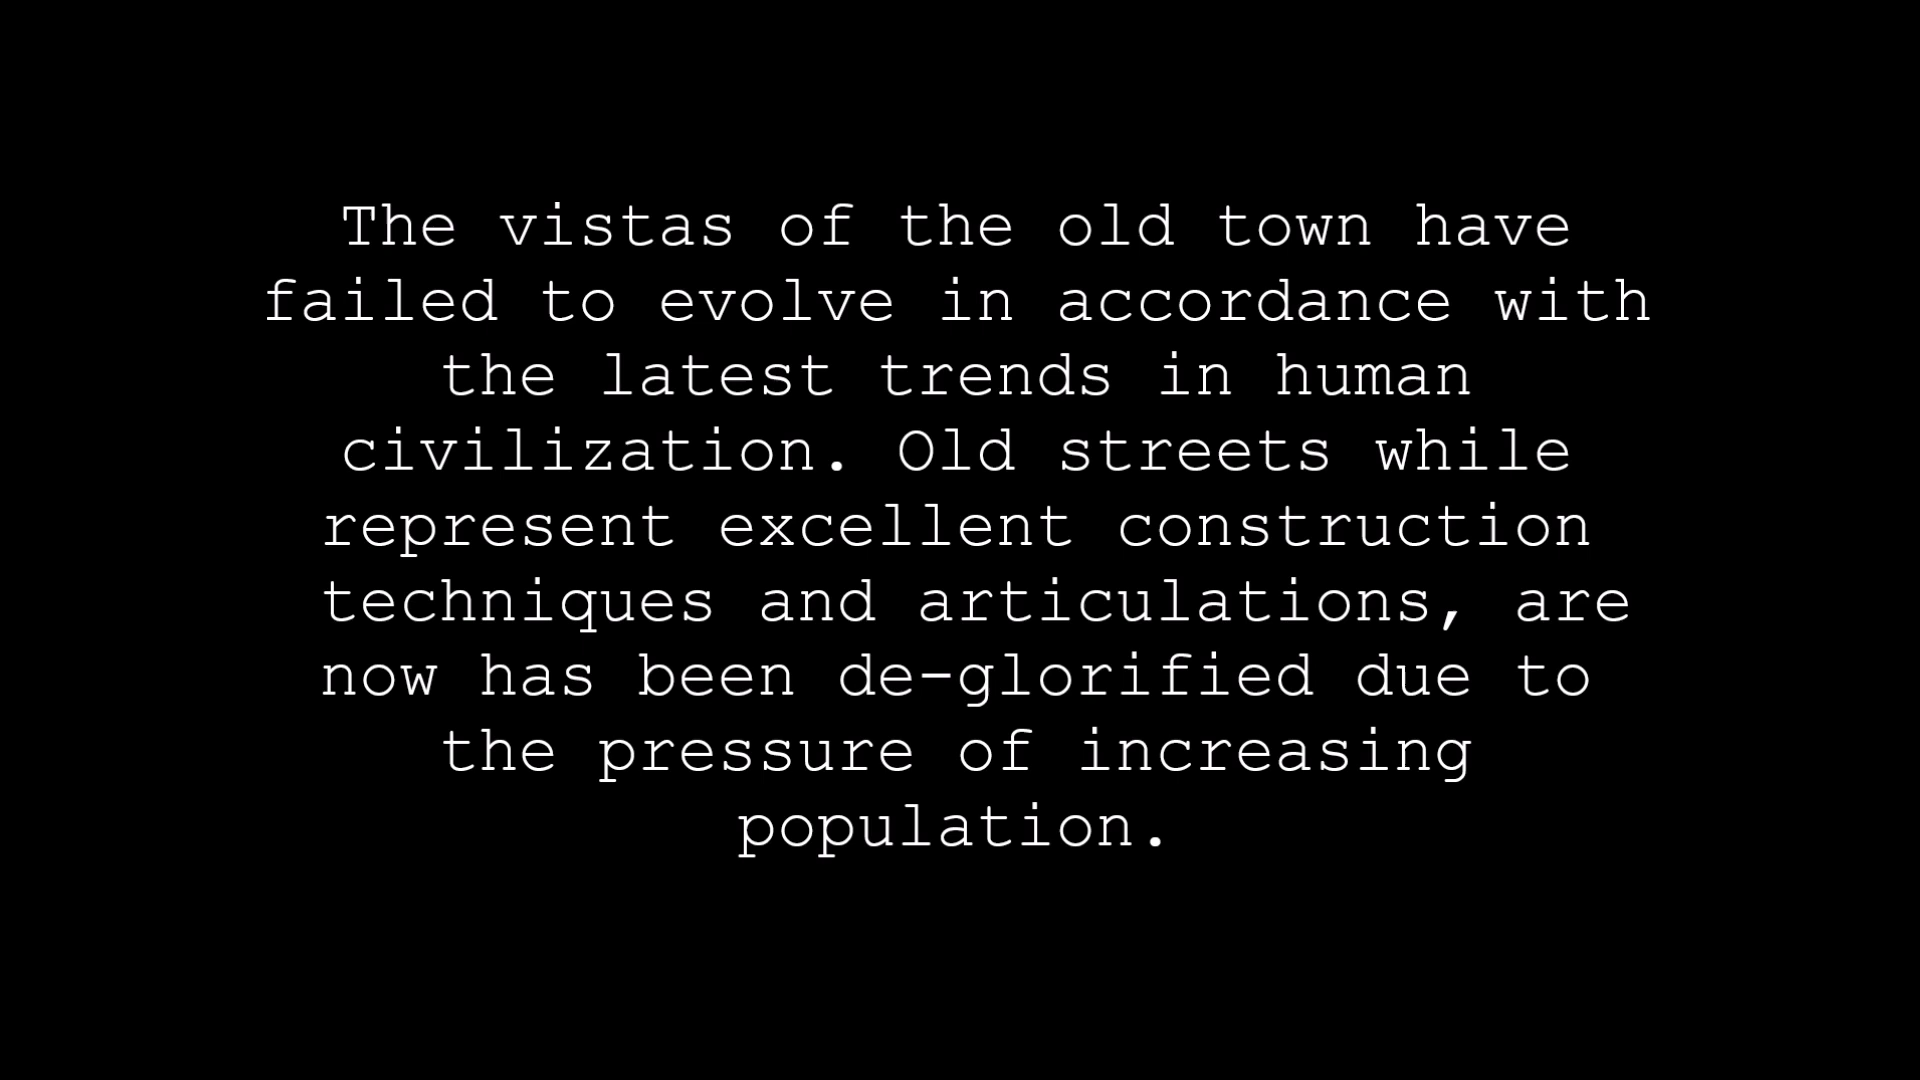 The vistas of the old town have
failed to evolve in accordance with
the latest trends in human
civilization. Old streets while
represent excellent construction
techniques and articulations, are
now has been de-glorified due to
the pressure of increasing
population.